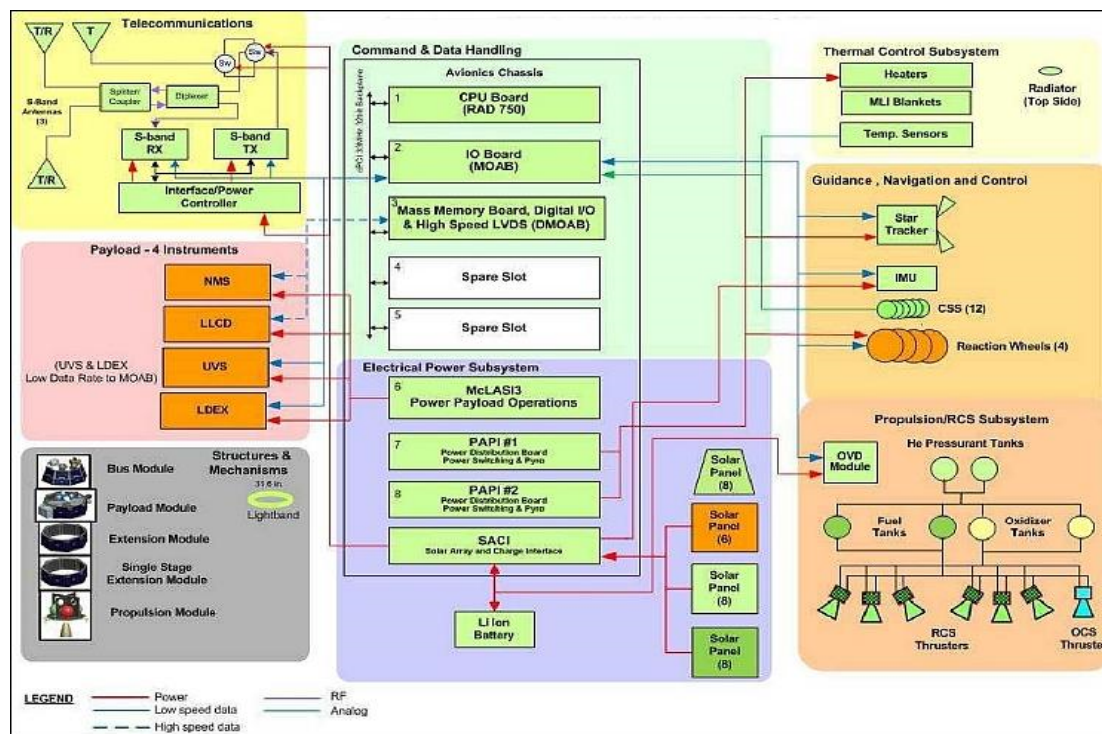 Telecommunications
T/R
T
Sw
Sw
Splitter/
Coupler
Diplexer
S-Band
Antennas
(3)
S-band
RX
S-band
TX
T/R
Interface/Power
Controller
Payload - 4 Instruments
NMS
LLCD
(UVS & LDEX
Low Data Rate to MOAB)
UVS
LDEX
Structures &
Mechanisms
31.6 in.
Lightband
Bus Module
Payload Module
Extension Module
Single Stage
Extension Module
Propulsion Module
Command & Data Handling
Avionics Chassis
1
CPU Board
(RAD 750)
2
IO Board
(MOAB)
3
Mass Memory Board, Digital I/O
& High Speed LVDS (DMOAB)
4
Spare Slot
5
Spare Slot
Electrical Power Subsystem
6
McLASI3
Power Payload Operations
7
PAPI #1
Power Distribution Board
Power Switching & Pyro
8
PAPI #2
Power Distribution Board
Power Switching & Pyro
SACI
Solar Array and Charge Interface
Li Ion
Battery
Solar
Panel
(8)
Solar
Panel
(6)
Solar
Panel
(8)
Solar
Panel
(8)
Thermal Control Subsystem
Heaters
MLI Blankets
Temp. Sensors
Radiator
(Top Side)
Guidance , Navigation and Control
Star
Tracker
IMU
CSS (12)
Reaction Wheels (4)
Propulsion/RCS Subsystem
He Pressurant Tanks
OVD
Module
Fuel
Tanks
Oxidizer
Tanks
RCS
Thrusters
OCS
Thruste
LEGEND
Power
Low speed data
High speed data
RF
Analog